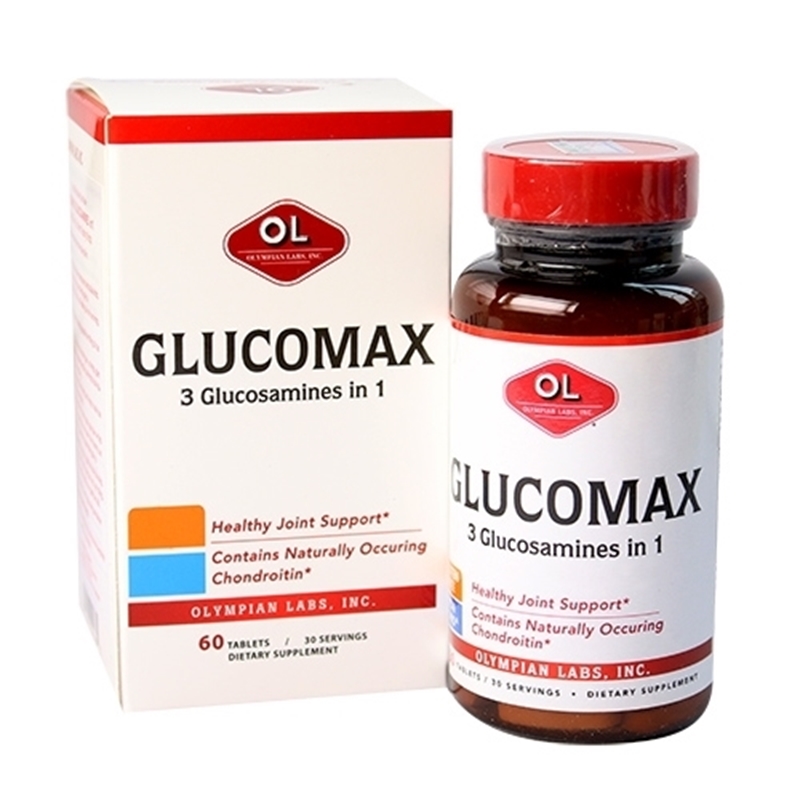 OL
OL
OLYMPIAN LABS, INC.
GLUCOMAX
3 Glucosamines in 1
Healthy Joint Support*
Contains Naturally Occuring
Chondroitin*
OLYMPIAN LABS, INC.
60 TABLETS / 30 SERVINGS
DIETARY SUPPLEMENT
OL
OLYMPIAN LABS, INC.
GLUCOMAX
3 Glucosamines in 1
Healthy Joint Support*
Contains Naturally Occuring
Chondroitin*
OLYMPIAN LABS, INC.
TABLETS / 30 SERVINGS • DIETARY SUPPLEMENT